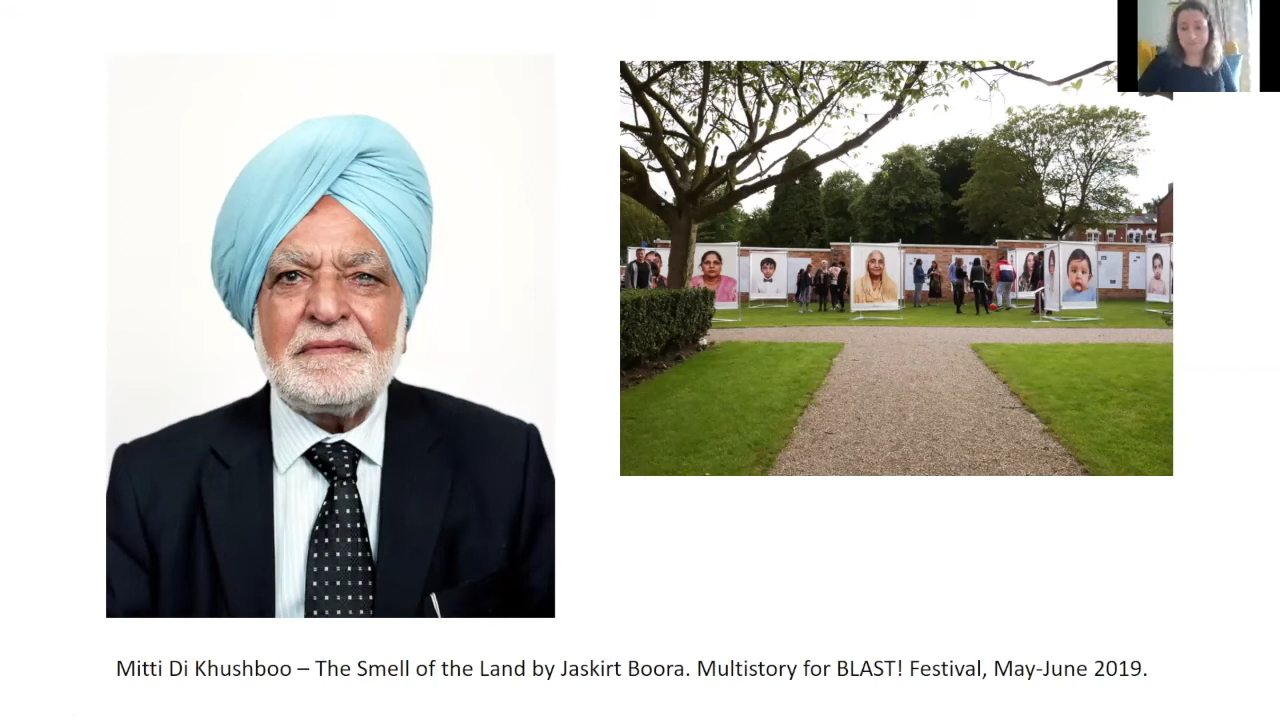 Mitti Di Khushboo – The Smell of the Land by Jaskirt Boora. Multistory for BLAST! Festival, May-June 2019.